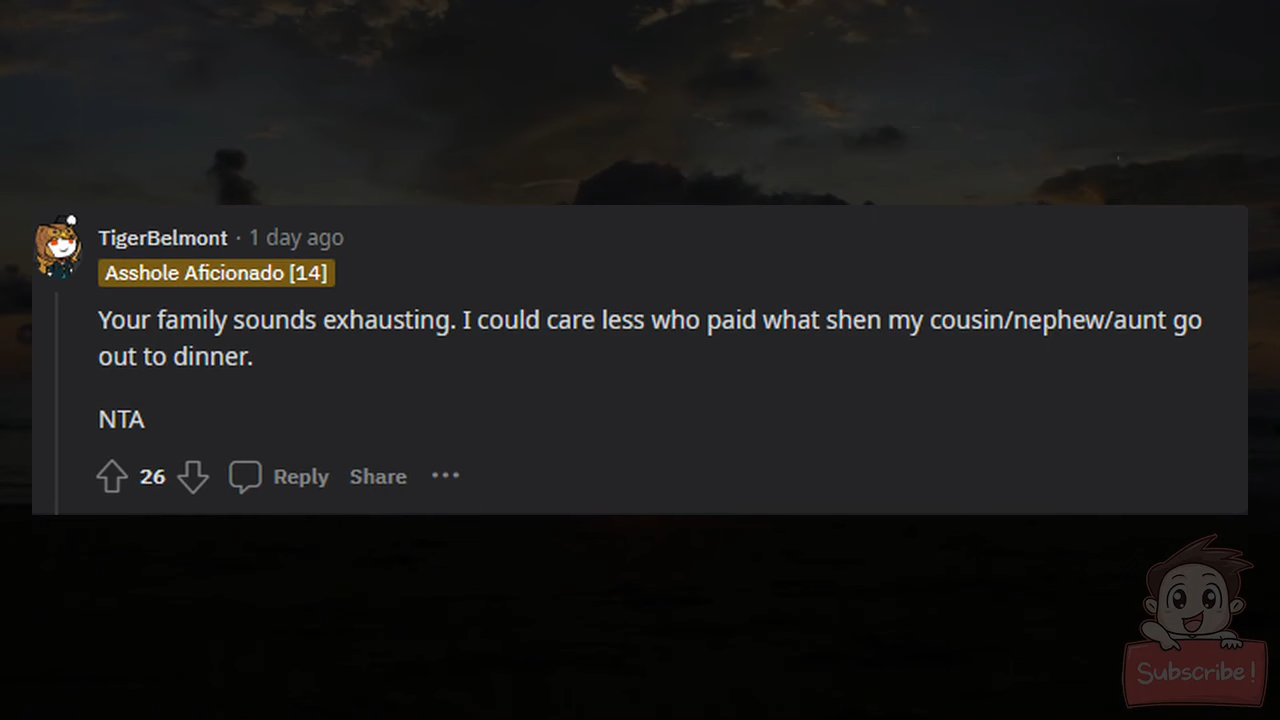 TigerBelmont · 1 day ago
Asshole Aficionado [14]
Your family sounds exhausting. I could care less who paid what shen my cousin/nephew/aunt go
out to dinner.
NTA
26 Reply Share ···
Subscribe!